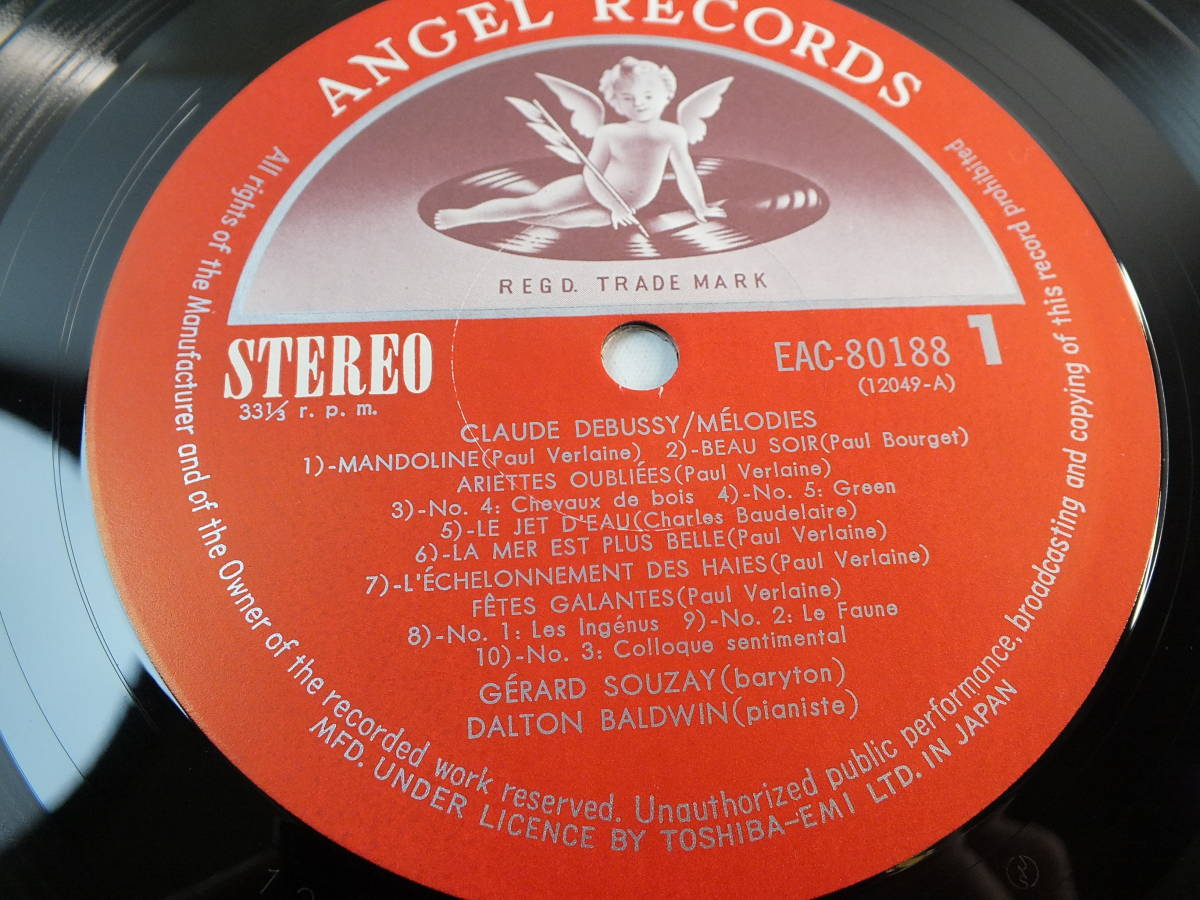 ANGEL RECORDS
REGD. TRADE MARK
STEREO
33⅓ r. p. m.
EAC-80188 1
(12049-A)
CLAUDE DEBUSSY/MÉLODIES
1)-MANDOLINE(Paul Verlaine) 2)-BEAU SOIR(Paul Bourget)
ARIETTES OUBLIÉES(Paul Verlaine)
3)-No. 4: Chevaux de bois 4)-No. 5: Green
5)-LE JET D'EAU(Charles Baudelaire)
6)-LA MER EST PLUS BELLE(Paul Verlaine)
7)-L'ÉCHELONNEMENT DES HAIES(Paul Verlaine)
FÊTES GALANTES(Paul Verlaine)
8)-No. 1: Les Ingénus 9)-No. 2: Le Faune
10)-No. 3: Colloque sentimental
GÉRARD SOUZAY(baryton)
DALTON BALDWIN(pianiste)
All rights of the Manufacturer and of the Owner of the recorded work reserved. Unauthorized public performance, broadcasting and copying of this record prohibited
MFD. UNDER LICENCE BY TOSHIBA-EMI LTD. IN JAPAN